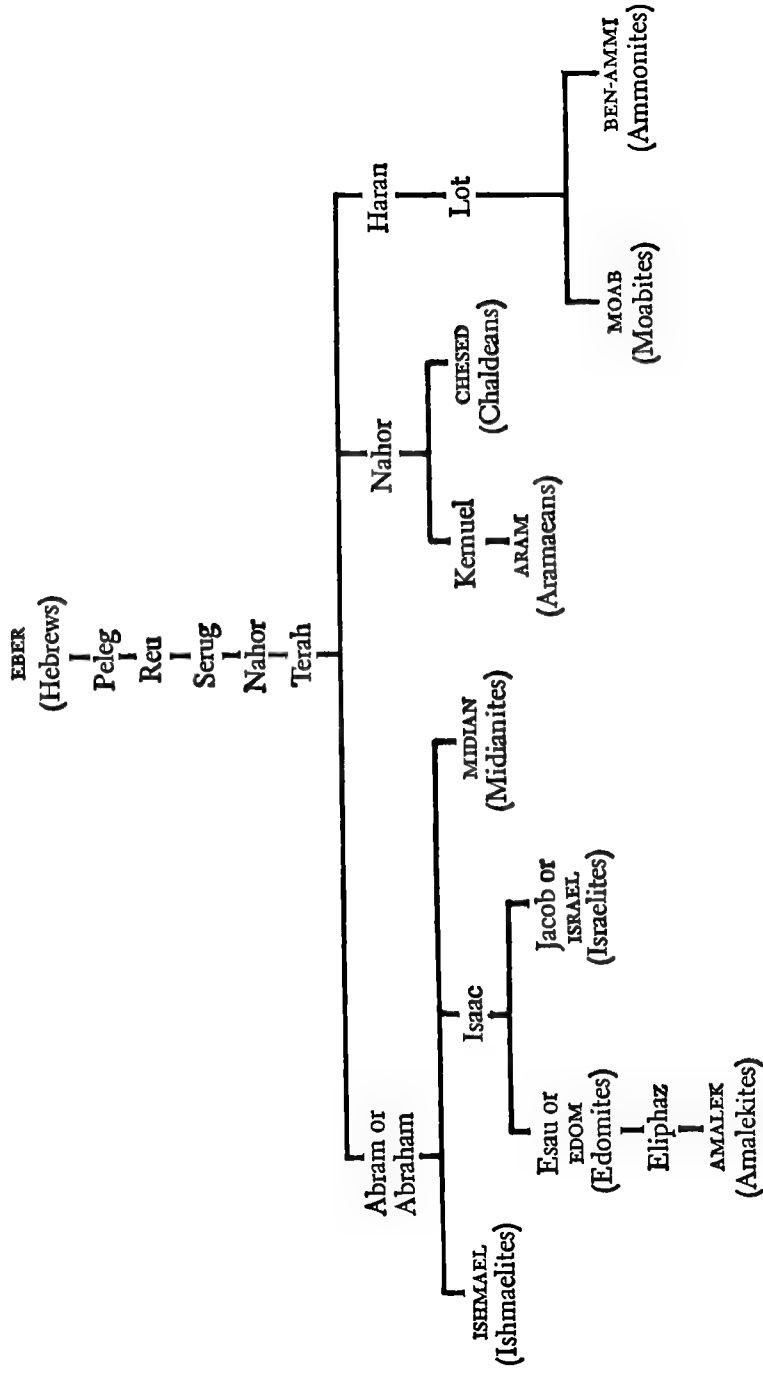 EBER
(Hebrews)
Peleg
Reu
Serug
Nahor
Terah
Abram or
Abraham
Nahor
Haran
ISHMAEL
(Ishmaelites)
Isaac
MIDIAN
(Midianites)
Kemuel
CHESED
(Chaldeans)
Lot
Esau or
EDOM
(Edomites)
Jacob or
ISRAEL
(Israelites)
ARAM
(Aramaeans)
MOAB
(Moabites)
BEN-AMMI
(Ammonites)
Eliphaz
AMALEK
(Amalekites)